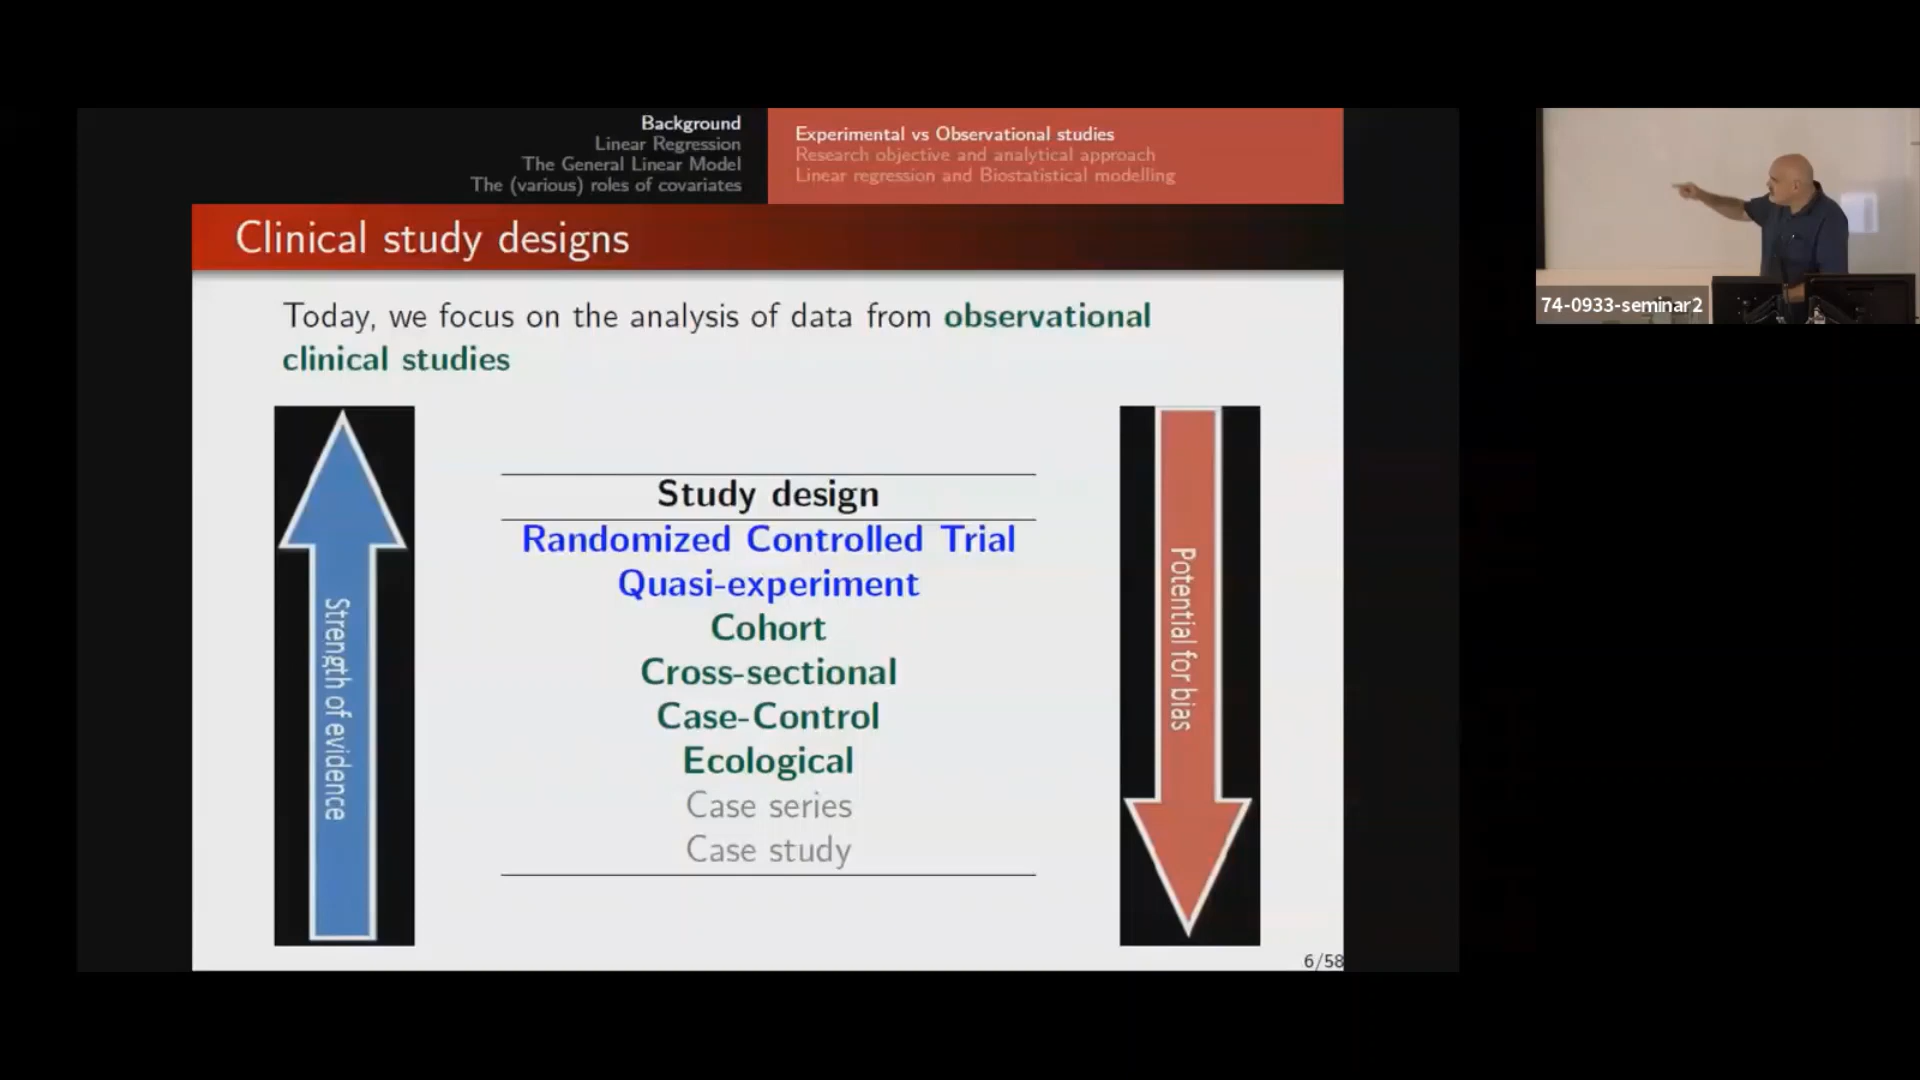 Background
Linear Regression
The General Linear Model
The (various) roles of covariates
Experimental vs Observational studies
Research objective and analytical approach
Linear regression and Biostatistical modelling
Clinical study designs
Today, we focus on the analysis of data from observational
clinical studies
Strength of evidence
Study design
Randomized Controlled Trial
Quasi-experiment
Cohort
Cross-sectional
Case-Control
Ecological
Case series
Case study
Potential for bias
6/58
74-0933-seminar2